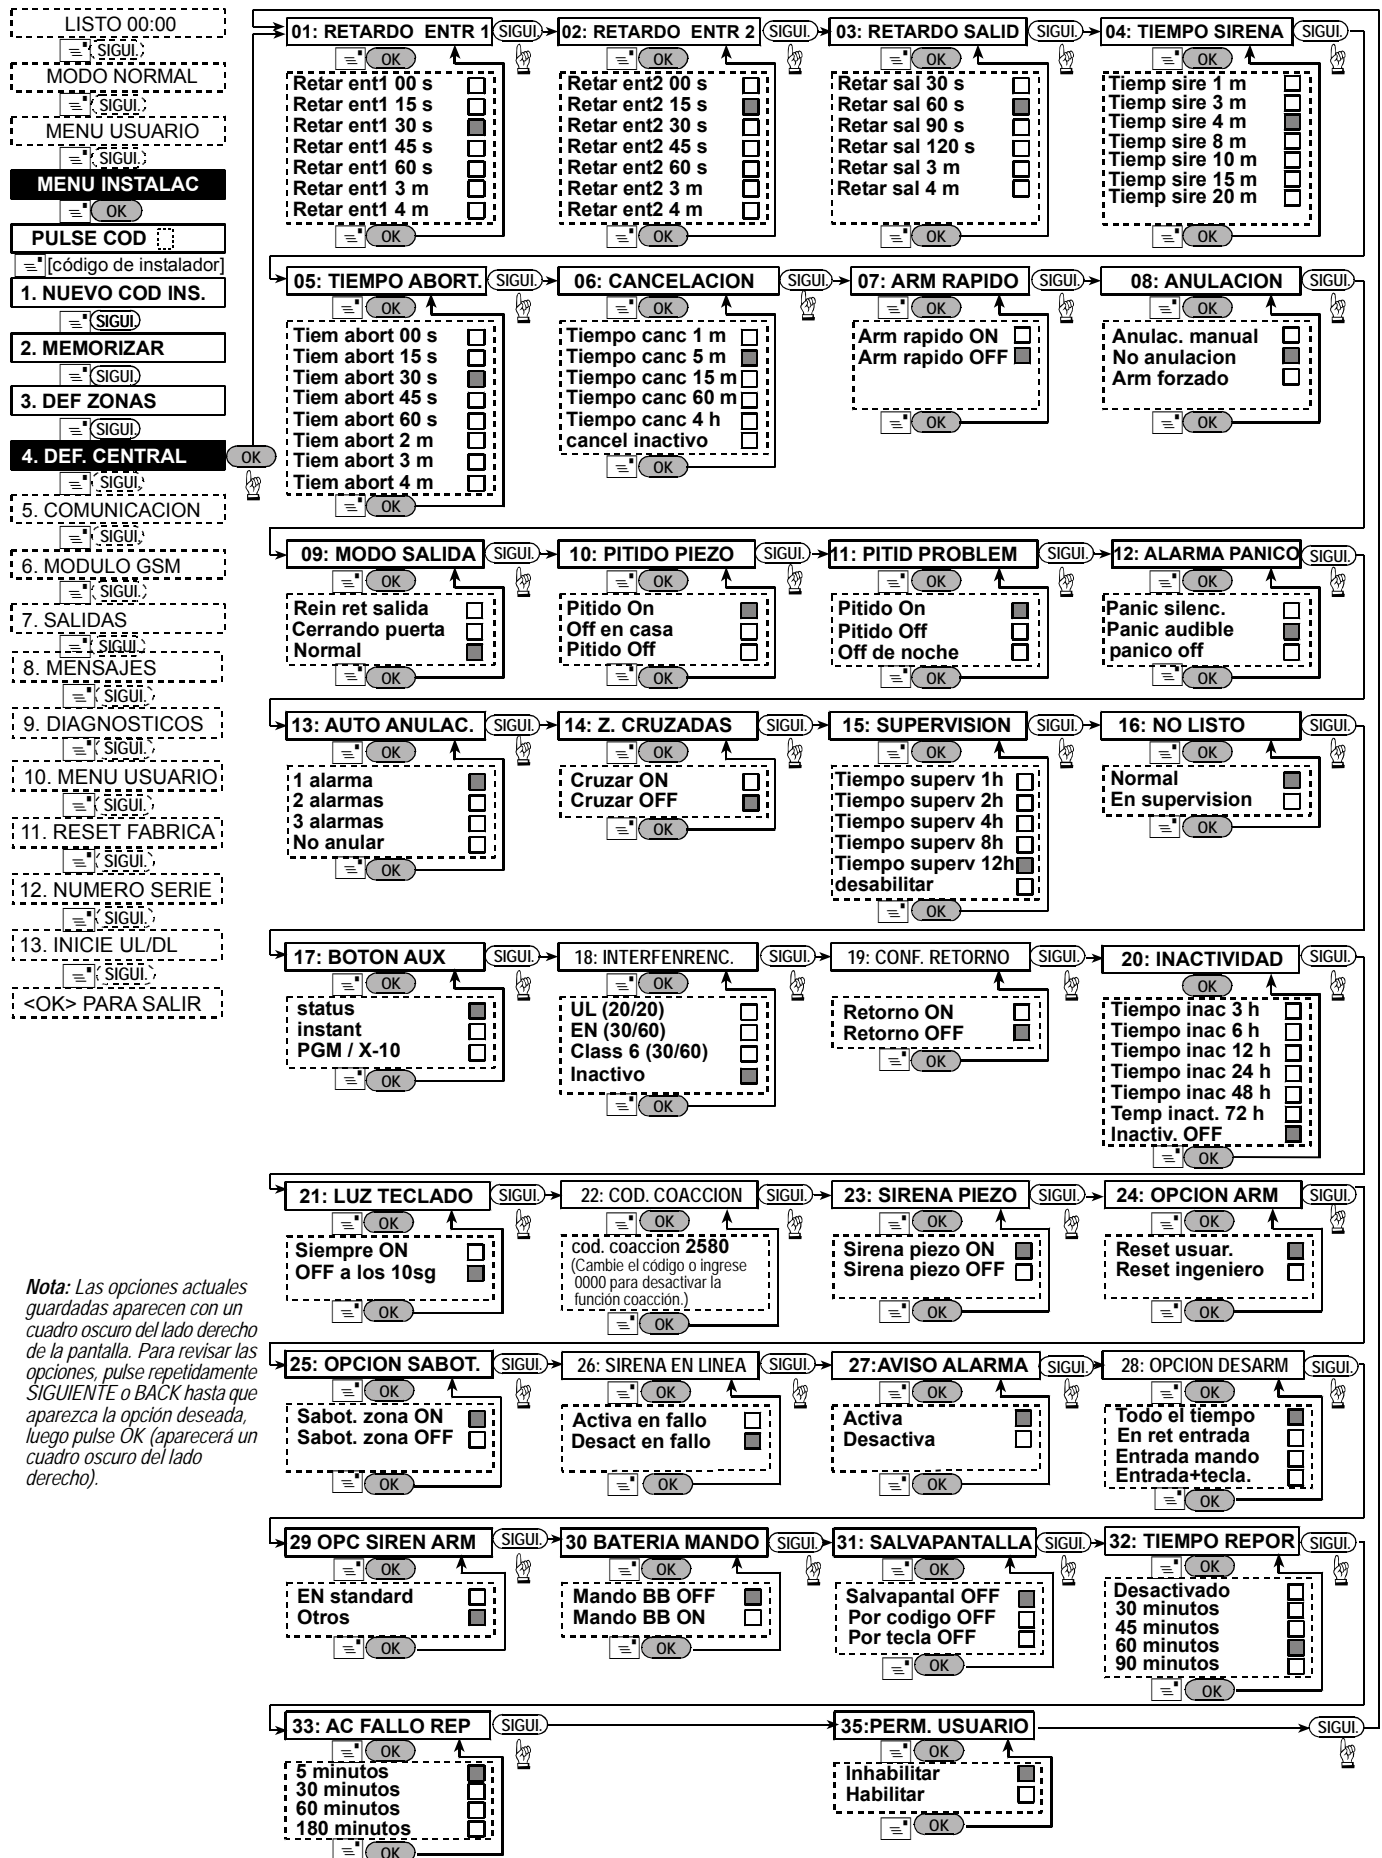 LISTO 00:00
SIGUI.
MODO NORMAL
SIGUI.
MENU USUARIO
SIGUI.
MENU INSTALAC
OK
PULSE COD
[código de instalador]
1. NUEVO COD INS.
SIGUI.
2. MEMORIZAR
SIGUI.
3. DEF ZONAS
SIGUI.
4. DEF. CENTRAL
OK
SIGUI.
5. COMUNICACION
SIGUI.
6. MODULO GSM
SIGUI.
7. SALIDAS
SIGUI.
8. MENSAJES
SIGUI.
9. DIAGNOSTICOS
SIGUI.
10. MENU USUARIO
SIGUI.
11. RESET FABRICA
SIGUI.
12. NUMERO SERIE
SIGUI.
13. INICIE UL/DL
SIGUI.
<OK> PARA SALIR
Nota: Las opciones actuales
guardadas aparecen con un
cuadro oscuro del lado derecho
de la pantalla. Para revisar las
opciones, pulse repetidamente
SIGUIENTE o BACK hasta que
aparezca la opción deseada,
luego pulse OK (aparecerá un
cuadro oscuro del lado
derecho).
01: RETARDO ENTR 1
SIGUI.
OK
Retar ent1 00 s
Retar ent1 15 s
Retar ent1 30 s
Retar ent1 45 s
Retar ent1 60 s
Retar ent1 3 m
Retar ent1 4 m
OK
02: RETARDO ENTR 2
SIGUI.
OK
Retar ent2 00 s
Retar ent2 15 s
Retar ent2 30 s
Retar ent2 45 s
Retar ent2 60 s
Retar ent2 3 m
Retar ent2 4 m
OK
03: RETARDO SALID
SIGUI.
OK
Retar sal 30 s
Retar sal 60 s
Retar sal 90 s
Retar sal 120 s
Retar sal 3 m
Retar sal 4 m
OK
04: TIEMPO SIRENA
SIGUI.
OK
Tiemp sire 1 m
Tiemp sire 3 m
Tiemp sire 4 m
Tiemp sire 8 m
Tiemp sire 10 m
Tiemp sire 15 m
Tiemp sire 20 m
OK
05: TIEMPO ABORT.
SIGUI.
OK
Tiem abort 00 s
Tiem abort 15 s
Tiem abort 30 s
Tiem abort 45 s
Tiem abort 60 s
Tiem abort 2 m
Tiem abort 3 m
Tiem abort 4 m
OK
06: CANCELACION
SIGUI.
OK
Tiempo canc 1 m
Tiempo canc 5 m
Tiempo canc 15 m
Tiempo canc 60 m
Tiempo canc 4 h
cancel inactivo
OK
07: ARM RAPIDO
SIGUI.
OK
Arm rapido ON
Arm rapido OFF
OK
08: ANULACION
SIGUI.
OK
Anulac. manual
No anulacion
Arm forzado
OK
09: MODO SALIDA
SIGUI.
OK
Rein ret salida
Cerrando puerta
Normal
OK
10: PITIDO PIEZO
SIGUI.
OK
Pitido On
Off en casa
Pitido Off
OK
11: PITID PROBLEM
SIGUI.
OK
Pitido On
Pitido Off
Off de noche
OK
12: ALARMA PANICO
SIGUI.
OK
Panic silenc.
Panic audible
panico off
OK
13: AUTO ANULAC.
SIGUI.
OK
1 alarma
2 alarmas
3 alarmas
No anular
OK
14: Z. CRUZADAS
SIGUI.
OK
Cruzar ON
Cruzar OFF
OK
15: SUPERVISION
SIGUI.
OK
Tiempo superv 1h
Tiempo superv 2h
Tiempo superv 4h
Tiempo superv 8h
Tiempo superv 12h
desabilitar
OK
16: NO LISTO
SIGUI.
OK
Normal
En supervision
OK
17: BOTON AUX
SIGUI.
OK
status
instant
PGM / X-10
OK
18: INTERFENRENC.
SIGUI.
OK
UL (20/20)
EN (30/60)
Class 6 (30/60)
Inactivo
OK
19: CONF. RETORNO
SIGUI.
OK
Retorno ON
Retorno OFF
OK
20: INACTIVIDAD
SIGUI.
OK
Tiempo inac 3 h
Tiempo inac 6 h
Tiempo inac 12 h
Tiempo inac 24 h
Tiempo inac 48 h
Temp inact. 72 h
Inactiv. OFF
OK
21: LUZ TECLADO
SIGUI.
OK
Siempre ON
OFF a los 10sg
OK
22: COD. COACCION
SIGUI.
OK
cod. coaccion 2580
(Cambie el código o ingrese
0000 para desactivar la
función coacción.)
OK
23: SIRENA PIEZO
SIGUI.
OK
Sirena piezo ON
Sirena piezo OFF
OK
24: OPCION ARM
SIGUI.
OK
Reset usuar.
Reset ingeniero
OK
25: OPCION SABOT.
SIGUI.
OK
Sabot. zona ON
Sabot. zona OFF
OK
26: SIRENA EN LINEA
SIGUI.
OK
Activa en fallo
Desact en fallo
OK
27:AVISO ALARMA
SIGUI.
OK
Activa
Desactiva
OK
28: OPCION DESARM
SIGUI.
OK
Todo el tiempo
En ret entrada
Entrada mando
Entrada+tecla.
OK
29 OPC SIREN ARM
SIGUI.
OK
EN standard
Otros
OK
30 BATERIA MANDO
SIGUI.
OK
Mando BB OFF
Mando BB ON
OK
31: SALVAPANTALLA
SIGUI.
OK
Salvapantal OFF
Por codigo OFF
Por tecla OFF
OK
32: TIEMPO REPOR
SIGUI.
OK
Desactivado
30 minutos
45 minutos
60 minutos
90 minutos
OK
33: AC FALLO REP
SIGUI.
OK
5 minutos
30 minutos
60 minutos
180 minutos
OK
35:PERM. USUARIO
SIGUI.
OK
Inhabilitar
Habilitar
OK